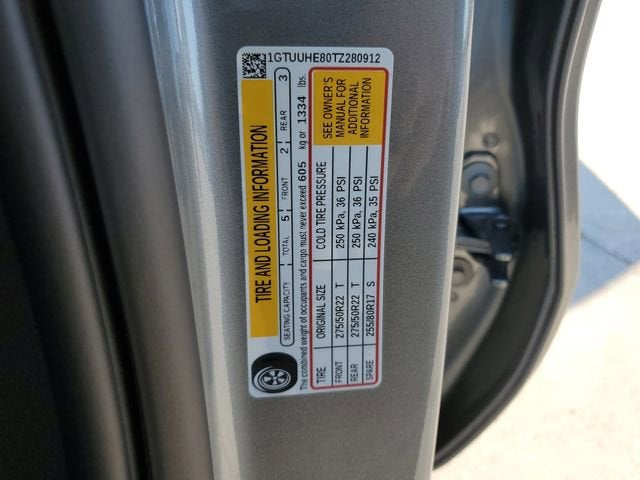 1GTUUHE80TZ280912
TIRE AND LOADING INFORMATION
SEATING CAPACITY TOTAL 5 FRONT 2 REAR 3
The combined weight of occupants and cargo must never exceed 605 kg or 1334 lbs.
TIRE ORIGINAL SIZE COLD TIRE PRESSURE
FRONT 275/50R22 T 250 kPa, 36 PSI
REAR 275/50R22 T 250 kPa, 36 PSI
SPARE 255/80R17 S 240 kPa, 35 PSI
SEE OWNER'S
MANUAL FOR
ADDITIONAL
INFORMATION